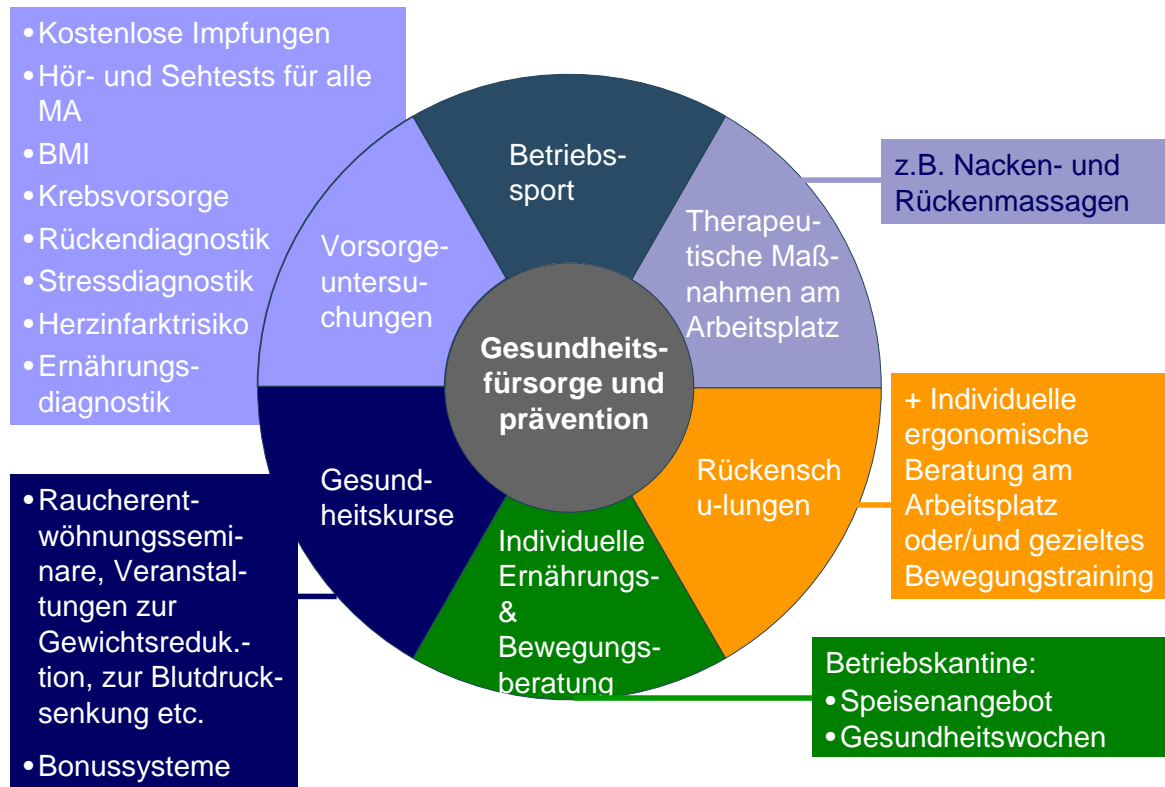 • Kostenlose Impfungen
• Hör- und Sehtests für alle
MA
• BMI
• Krebsvorsorge
• Rückendiagnostik
• Stressdiagnostik
• Herzinfarktrisiko
• Ernährungs-
diagnostik
Betriebs-
sport
z.B. Nacken- und
Rückenmassagen
Therapeu-
tische Maß-
nahmen am
Arbeitsplatz
Vorsorge-
untersu-
chungen
Gesundheits-
fürsorge und
prävention
+ Individuelle
ergonomische
Beratung am
Arbeitsplatz
oder/und gezieltes
Bewegungstraining
Rückensch
u-lungen
Gesund-
heitskurse
• Raucherent-
wöhnungssemi-
nare, Veranstal-
tungen zur
Gewichtsreduk.-
tion, zur Blutdruck-
senkung etc.
• Bonussysteme
Individuelle
Ernährungs-
&
Bewegungs-
beratung
Betriebskantine:
• Speisenangebot
• Gesundheitswochen